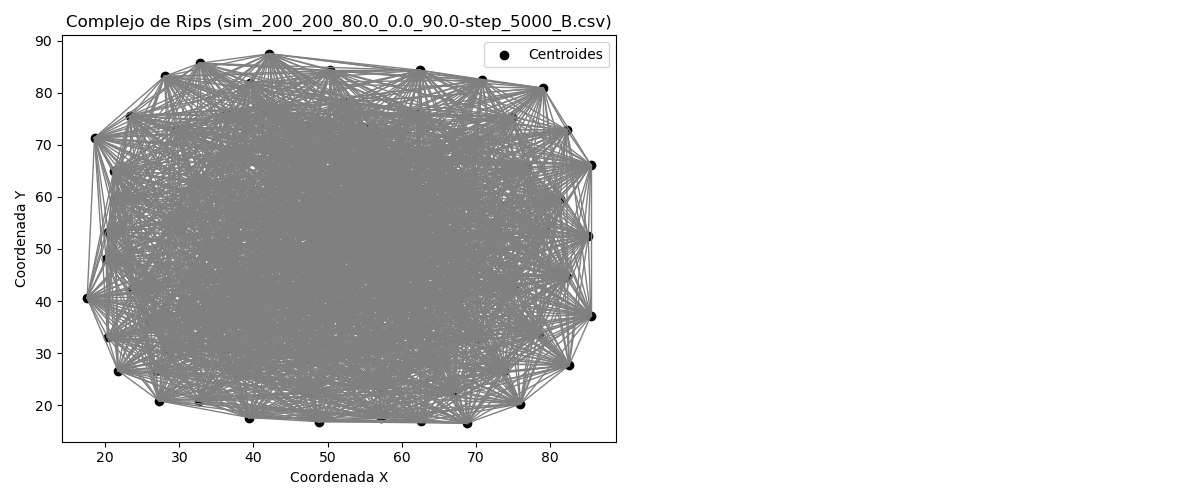 Complejo de Rips (sim_200_200_80.0_0.0_90.0-step_5000_B.csv)
Centroides
90
80
70
60
50
40
30
20
Coordenada Y
20 30 40 50 60 70 80
Coordenada X